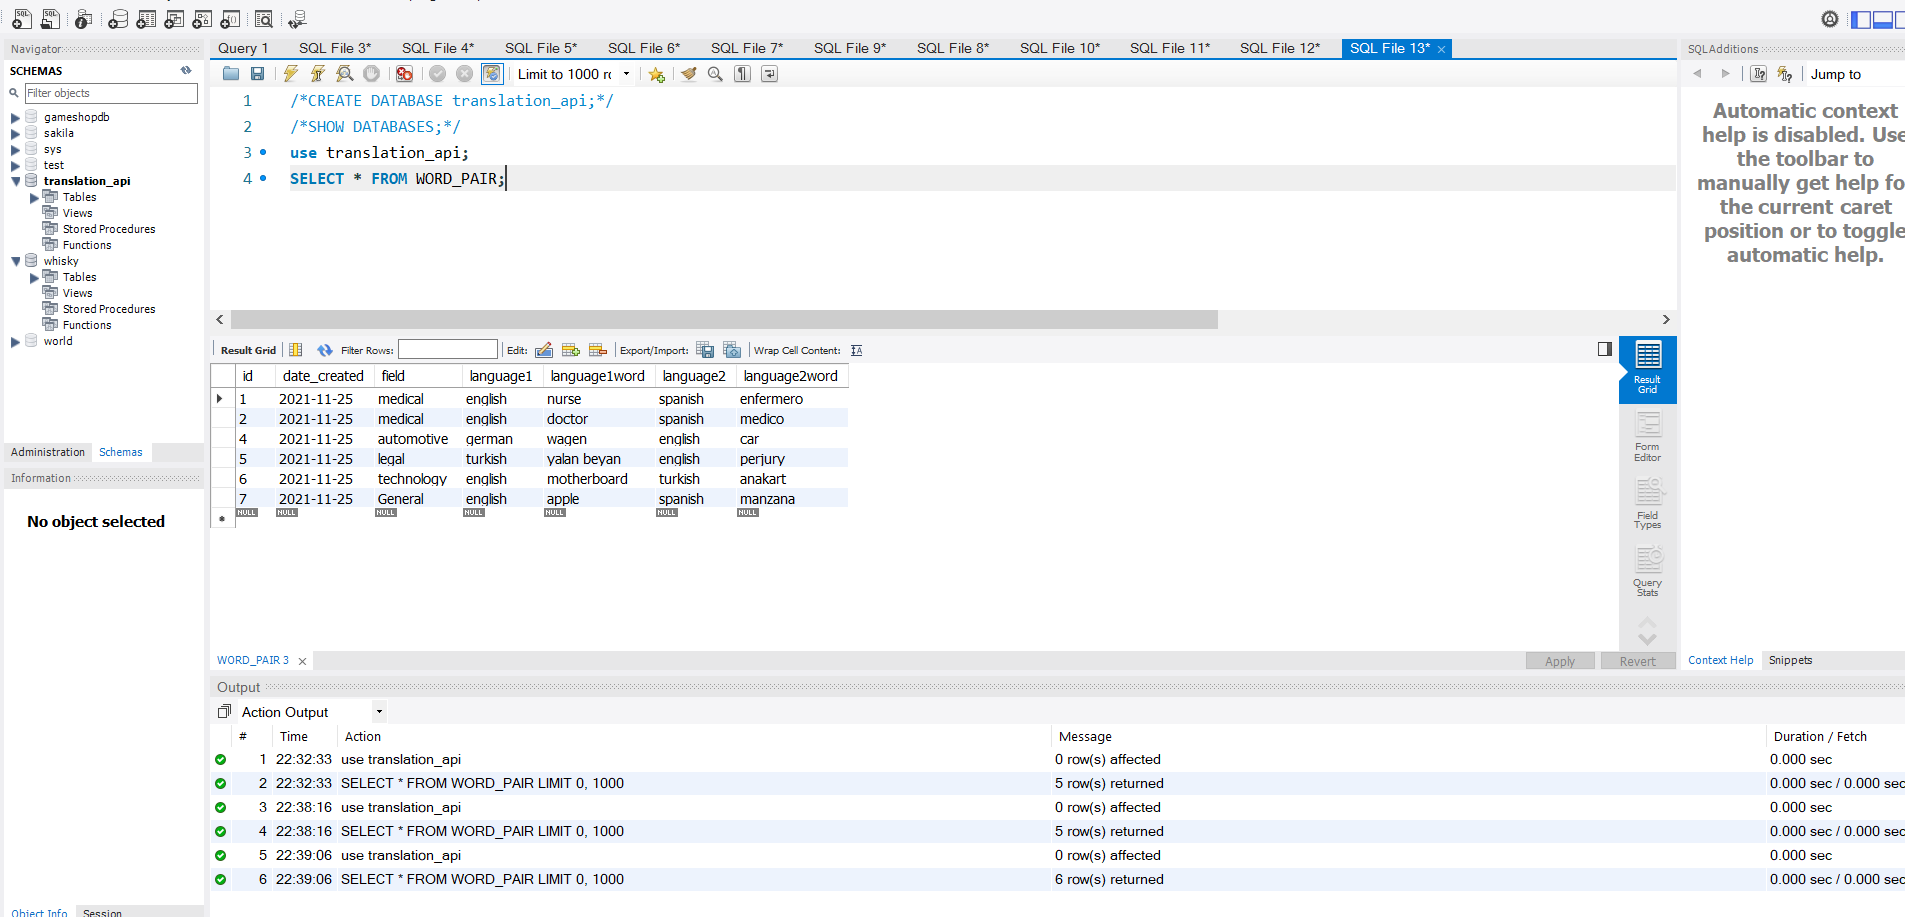 Navigator
SCHEMAS
Filter objects
gameshopdb
sakila
sys
test
translation_api
Tables
Views
Stored Procedures
Functions
whisky
Tables
Views
Stored Procedures
Functions
world
Administration Schemas
Information
No object selected
Object Info Session
Query 1 SQL File 3* SQL File 4* SQL File 5* SQL File 6* SQL File 7* SQL File 9* SQL File 8* SQL File 10* SQL File 11* SQL File 12* SQL File 13*
Limit to 1000 r
1 /*CREATE DATABASE translation_api;*/
2 /*SHOW DATABASES;*/
3 use translation_api;
4 SELECT * FROM WORD_PAIR;
Result Grid Filter Rows: Edit: Export/Import: Wrap Cell Content:
id date_created field language1 language1word language2 language2word
1 2021-11-25 medical english nurse spanish enfermero
2 2021-11-25 medical english doctor spanish medico
4 2021-11-25 automotive german wagen english car
5 2021-11-25 legal turkish yalan beyan english perjury
6 2021-11-25 technology english motherboard turkish anakart
7 2021-11-25 General english apple spanish manzana
NULL NULL NULL NULL NULL NULL NULL
Result
Grid
Form
Editor
Field
Types
Query
Stats
WORD_PAIR 3
Apply Revert
Output
Action Output
# Time Action Message Duration / Fetch
1 22:32:33 use translation_api 0 row(s) affected 0.000 sec
2 22:32:33 SELECT * FROM WORD_PAIR LIMIT 0, 1000 5 row(s) returned 0.000 sec / 0.000 sec
3 22:38:16 use translation_api 0 row(s) affected 0.000 sec
4 22:38:16 SELECT * FROM WORD_PAIR LIMIT 0, 1000 5 row(s) returned 0.000 sec / 0.000 sec
5 22:39:06 use translation_api 0 row(s) affected 0.000 sec
6 22:39:06 SELECT * FROM WORD_PAIR LIMIT 0, 1000 6 row(s) returned 0.000 sec / 0.000 sec
SQLAdditions
Jump to
Automatic context
help is disabled. Use
the toolbar to
manually get help fo
the current caret
position or to toggle
automatic help.
Context Help Snippets